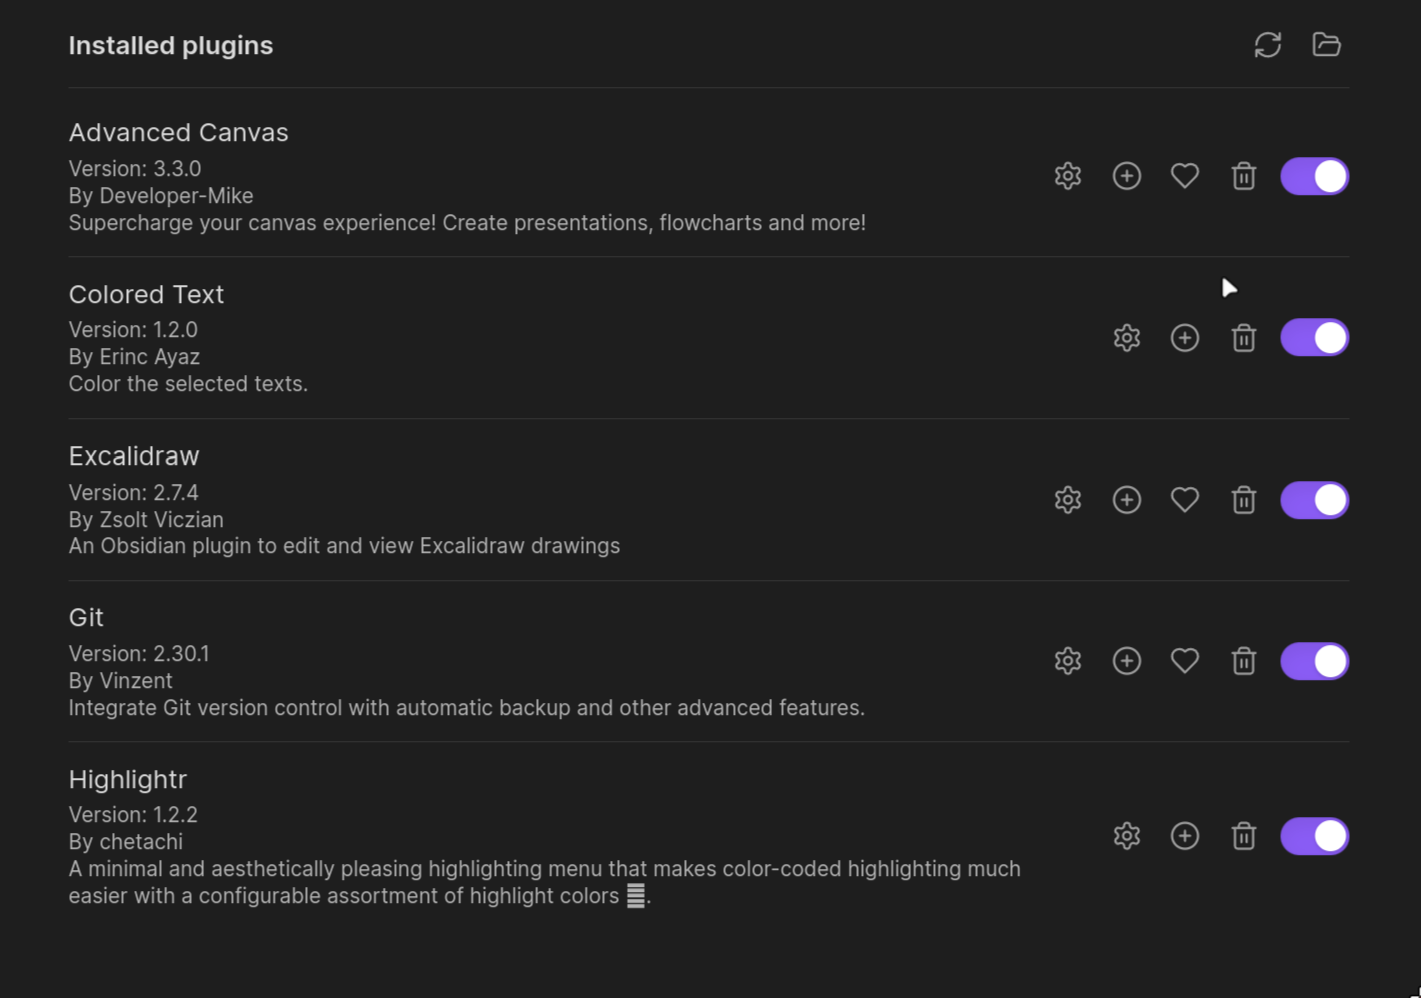 Installed plugins
Advanced Canvas
Version: 3.3.0
By Developer-Mike
Supercharge your canvas experience! Create presentations, flowcharts and more!
Colored Text
Version: 1.2.0
By Erinc Ayaz
Color the selected texts.
Excalidraw
Version: 2.7.4
By Zsolt Viczian
An Obsidian plugin to edit and view Excalidraw drawings
Git
Version: 2.30.1
By Vinzent
Integrate Git version control with automatic backup and other advanced features.
Highlightr
Version: 1.2.2
By chetachi
A minimal and aesthetically pleasing highlighting menu that makes color-coded highlighting much
easier with a configurable assortment of highlight colors .